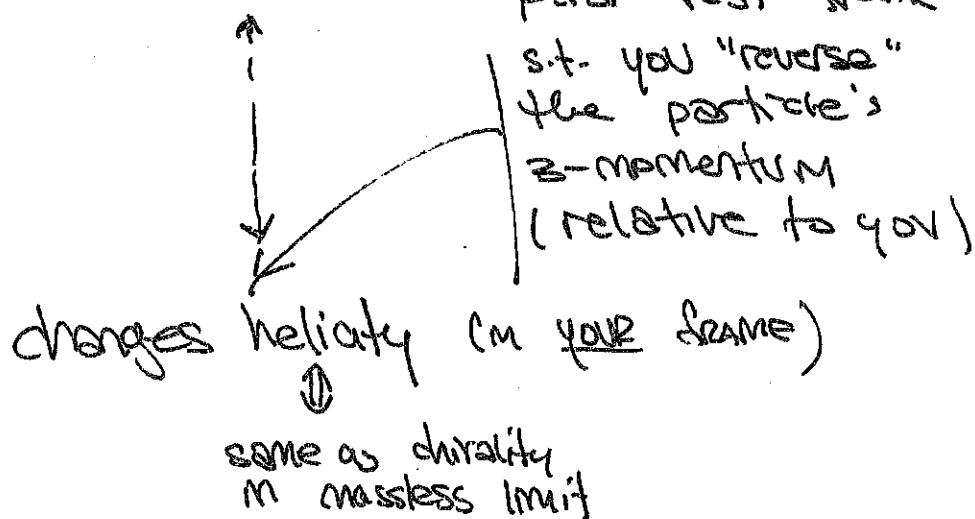 s.t. you "reverse"
the particle's
z-momentum
(relative to you)
changes helicity (in YOUR FRAME)
same as chirality
in massless limit